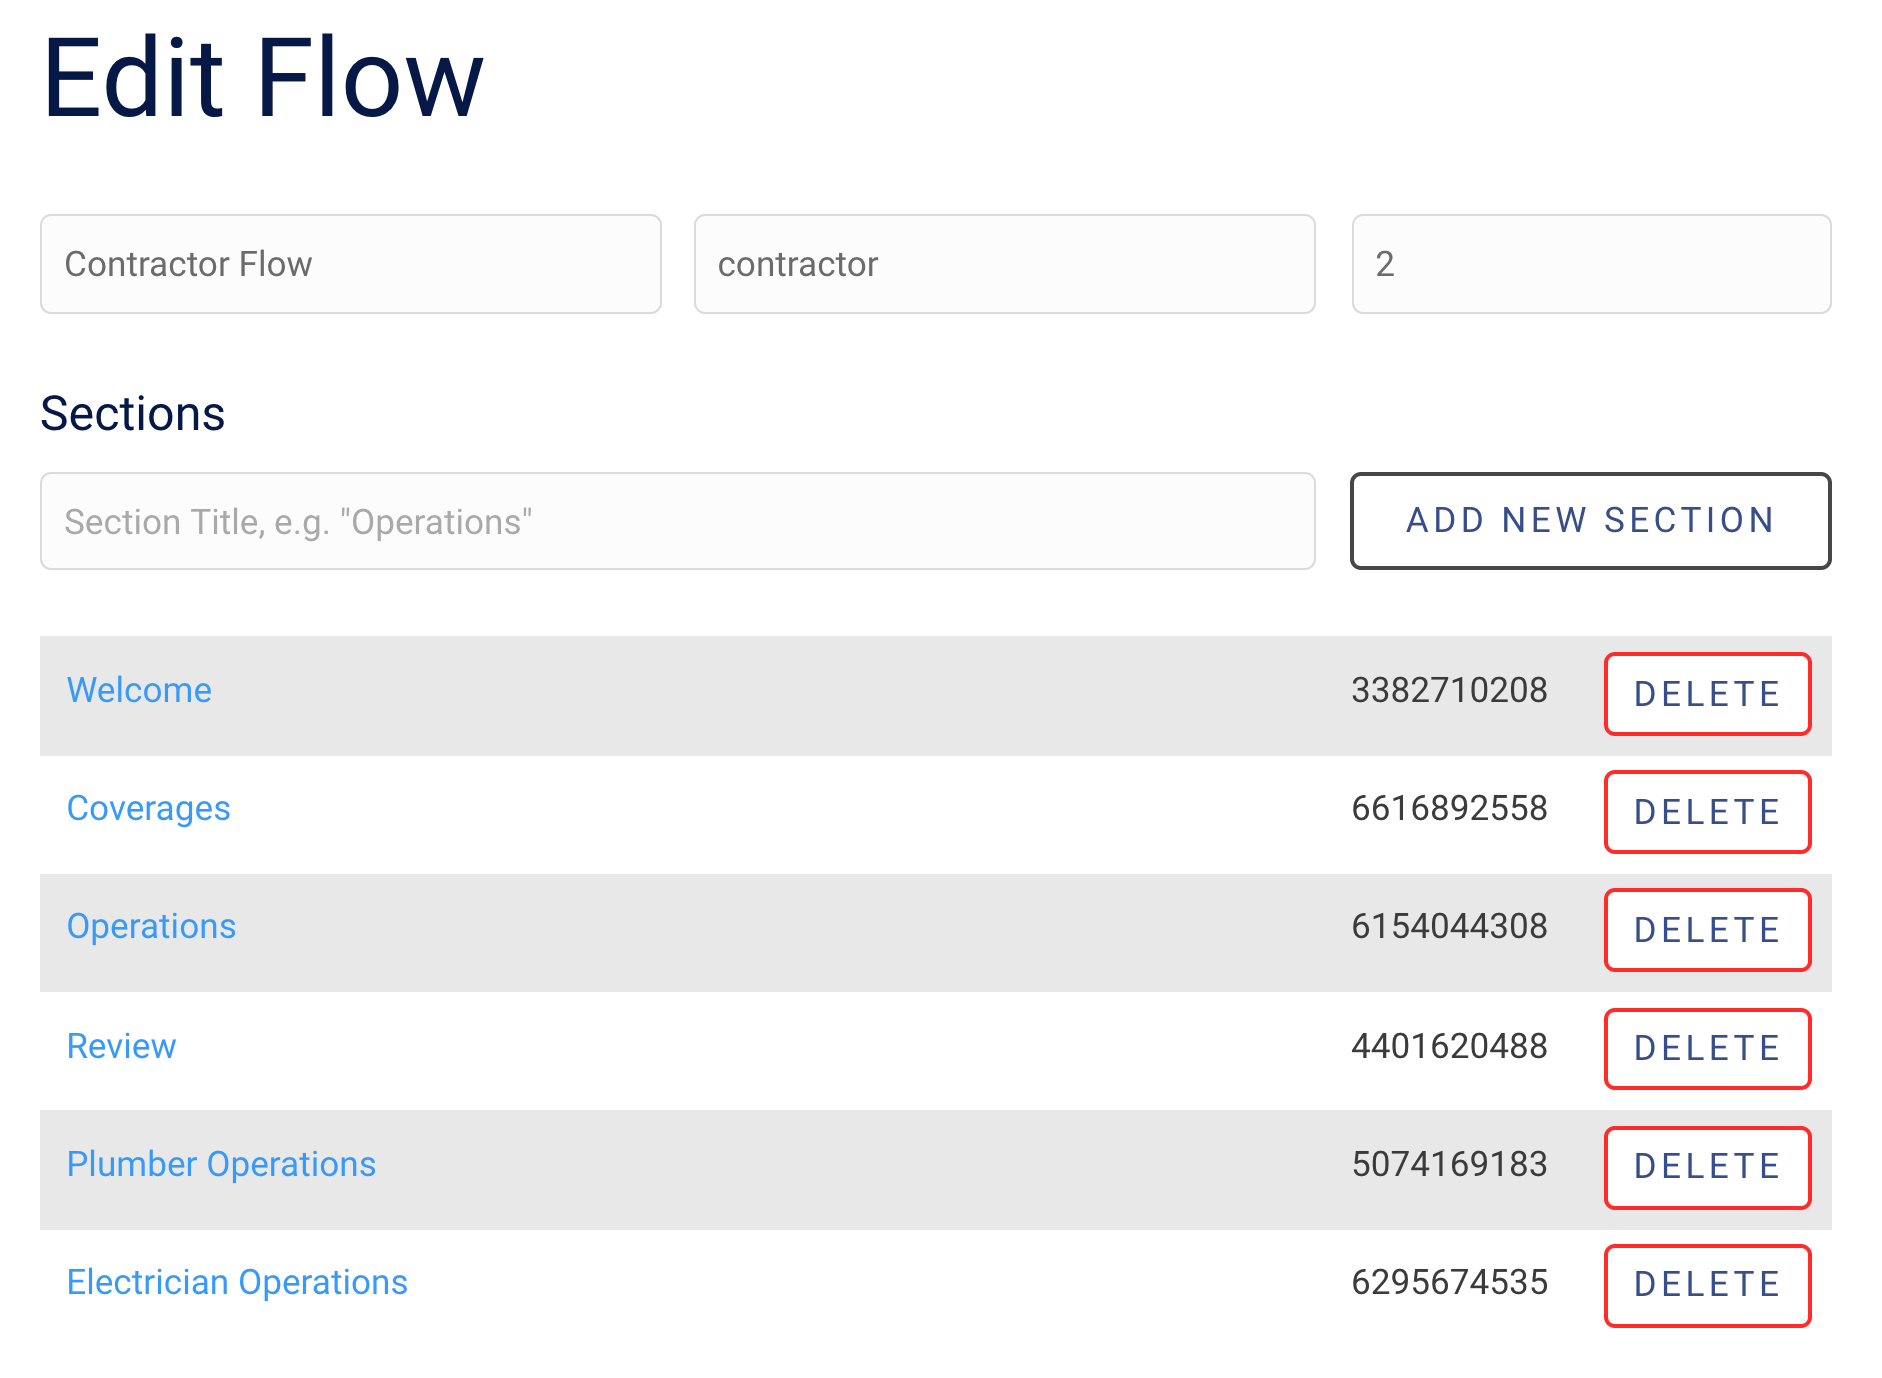 Edit Flow
Contractor Flow contractor 2
Sections
Section Title, e.g. "Operations" ADD NEW SECTION
Welcome 3382710208 DELETE
Coverages 6616892558 DELETE
Operations 6154044308 DELETE
Review 4401620488 DELETE
Plumber Operations 5074169183 DELETE
Electrician Operations 6295674535 DELETE